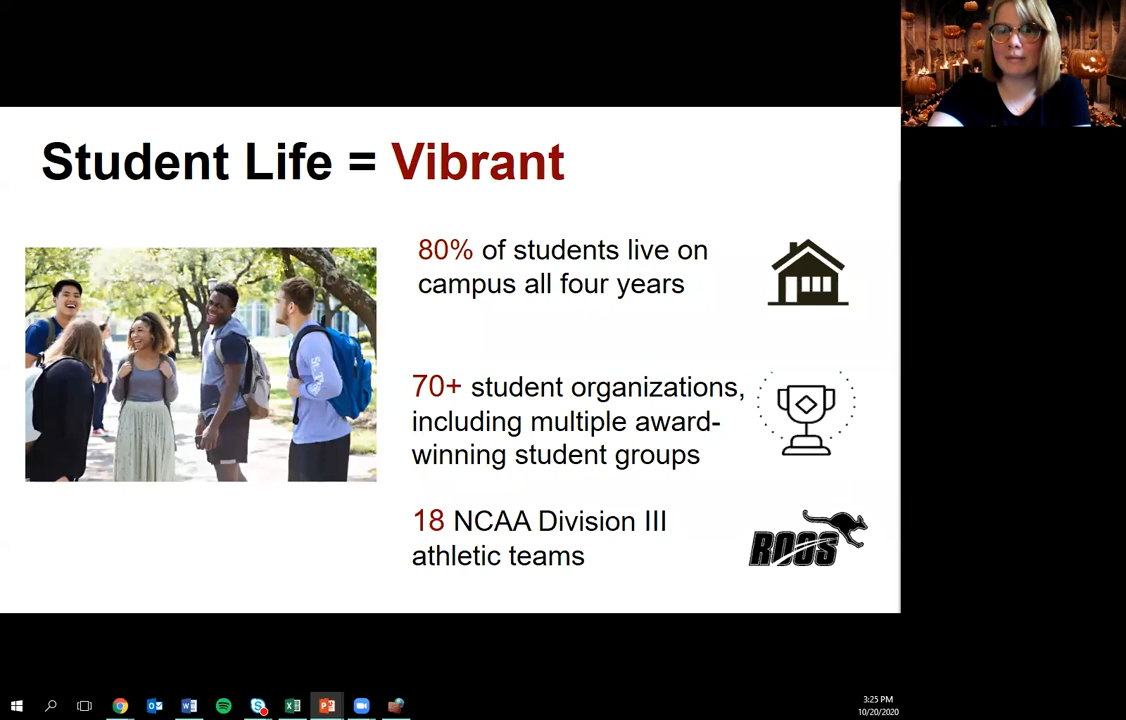 Student Life = Vibrant
80% of students live on
campus all four years
70+ student organizations,
including multiple award-
winning student groups
18 NCAA Division III
athletic teams
ROOS
3:25 PM
10/20/2020